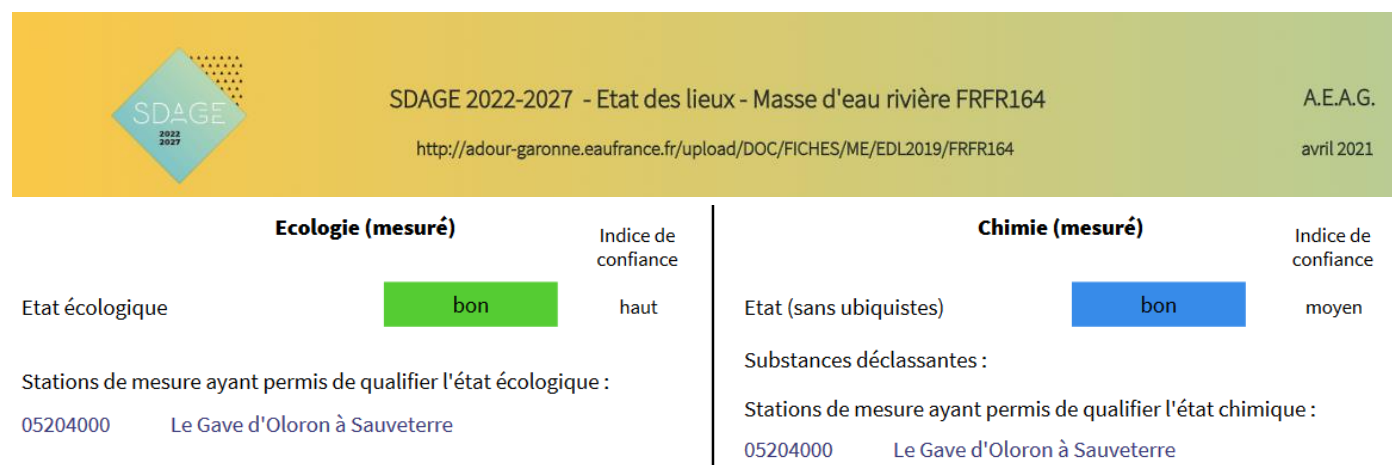 SDAGE
2022
2027
SDAGE 2022-2027 - Etat des lieux - Masse d'eau rivière FRFR164
A.E.A.G.
http://adour-garonne.eaufrance.fr/upload/DOC/FICHES/ME/EDL2019/FRFR164
avril 2021
Ecologie (mesuré)
Indice de
confiance
Etat écologique
bon
haut
Stations de mesure ayant permis de qualifier l'état écologique :
05204000 Le Gave d'Oloron à Sauveterre
Chimie (mesuré)
Indice de
confiance
Etat (sans ubiquistes)
bon
moyen
Substances déclassantes :
Stations de mesure ayant permis de qualifier l'état chimique :
05204000 Le Gave d'Oloron à Sauveterre